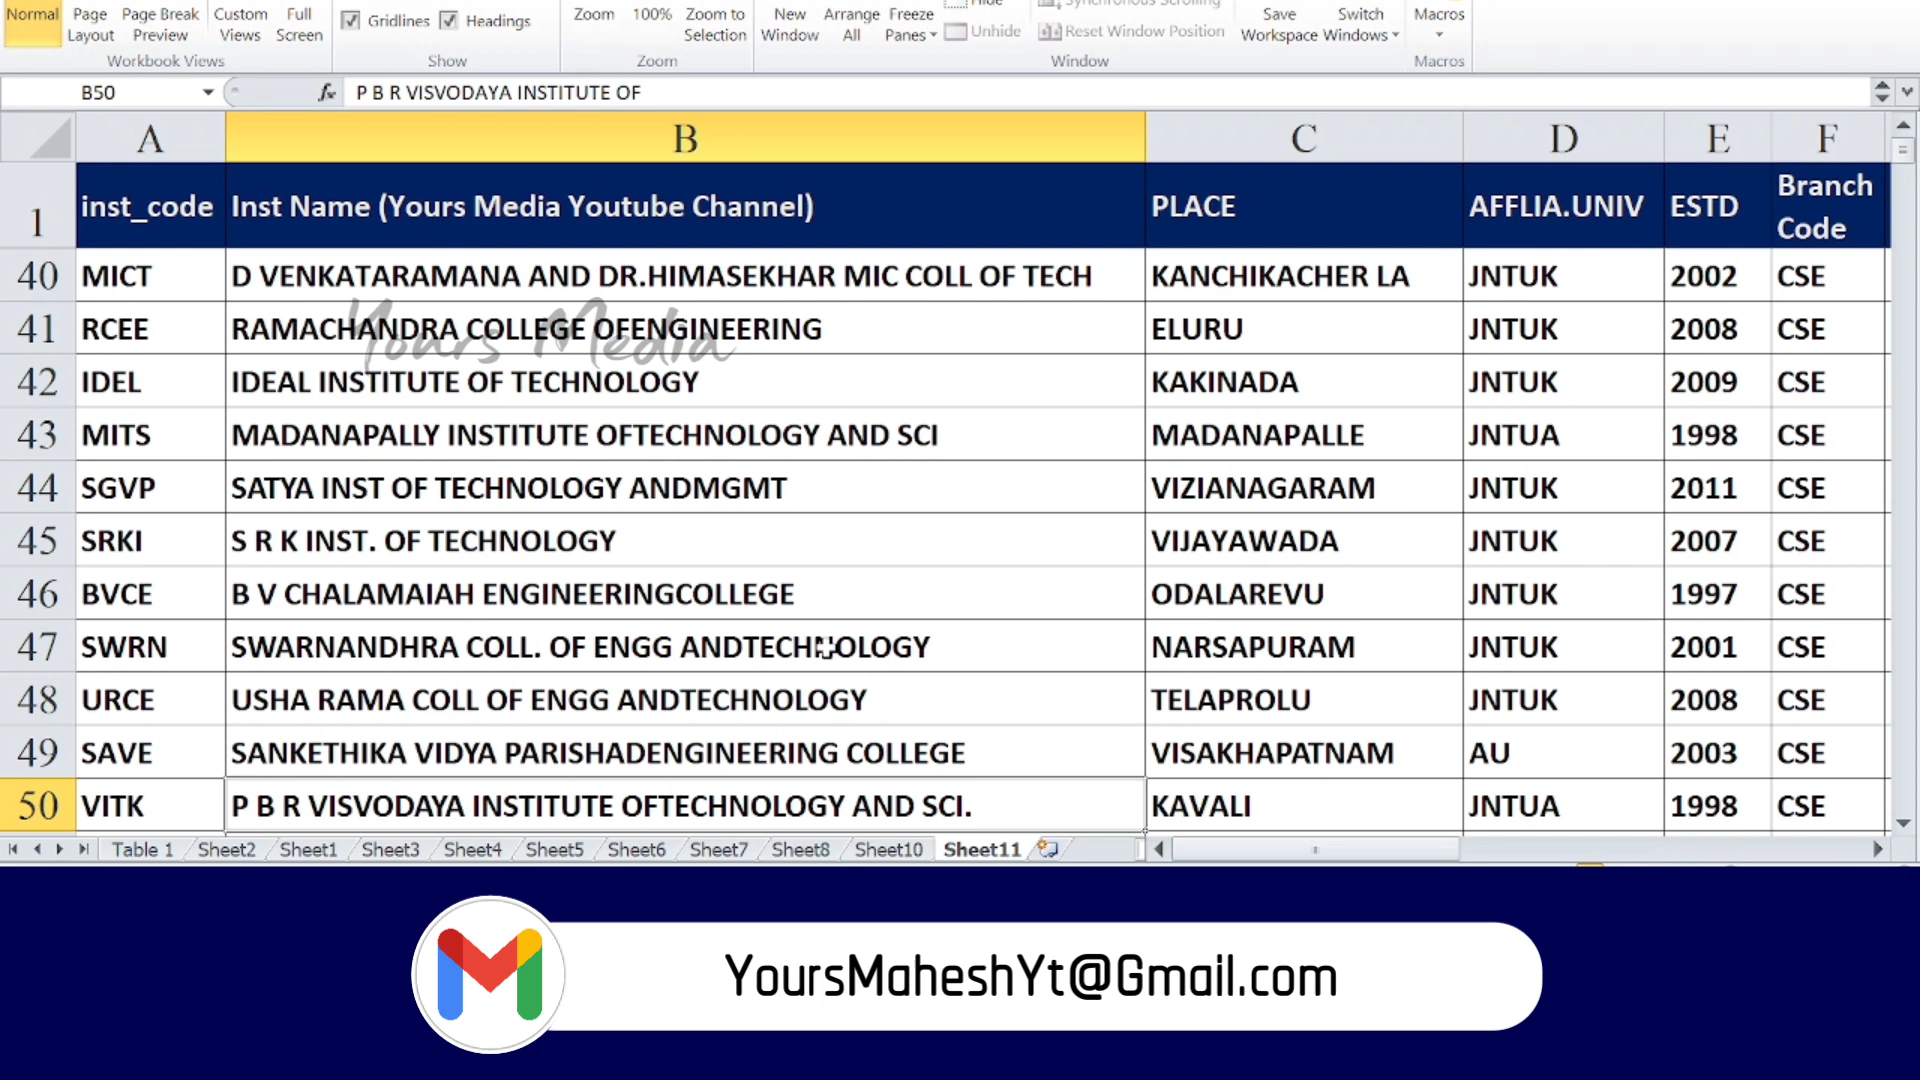 Normal Page Layout Page Break Preview Custom Views Full Screen Gridlines Headings Zoom 100% Zoom to Selection New Window Arrange All Freeze Panes Hide Unhide Synchronous Scrolling Reset Window Position Save Workspace Switch Windows Macros
Workbook Views Show Zoom Window Macros
B50 fx P B R VISVODAYA INSTITUTE OF
A B C D E F
1 inst_code Inst Name (Yours Media Youtube Channel) PLACE AFFLIA.UNIV ESTD Branch Code
40 MICT D VENKATARAMANA AND DR.HIMASEKHAR MIC COLL OF TECH KANCHIKACHER LA JNTUK 2002 CSE
41 RCEE RAMACHANDRA COLLEGE OFENGINEERING ELURU JNTUK 2008 CSE
Yours Media
42 IDEL IDEAL INSTITUTE OF TECHNOLOGY KAKINADA JNTUK 2009 CSE
43 MITS MADANAPALLY INSTITUTE OFTECHNOLOGY AND SCI MADANAPALLE JNTUA 1998 CSE
44 SGVP SATYA INST OF TECHNOLOGY ANDMGMT VIZIANAGARAM JNTUK 2011 CSE
45 SRKI S R K INST. OF TECHNOLOGY VIJAYAWADA JNTUK 2007 CSE
46 BVCE B V CHALAMAIAH ENGINEERINGCOLLEGE ODALAREVU JNTUK 1997 CSE
47 SWRN SWARNANDHRA COLL. OF ENGG ANDTECHNOLOGY NARSAPURAM JNTUK 2001 CSE
48 URCE USHA RAMA COLL OF ENGG ANDTECHNOLOGY TELAPROLU JNTUK 2008 CSE
49 SAVE SANKETHIKA VIDYA PARISHADENGINEERING COLLEGE VISAKHAPATNAM AU 2003 CSE
50 VITK P B R VISVODAYA INSTITUTE OFTECHNOLOGY AND SCI. KAVALI JNTUA 1998 CSE
Table 1 Sheet2 Sheet1 Sheet3 Sheet4 Sheet5 Sheet6 Sheet7 Sheet8 Sheet10 Sheet11
YoursMaheshYt@Gmail.com